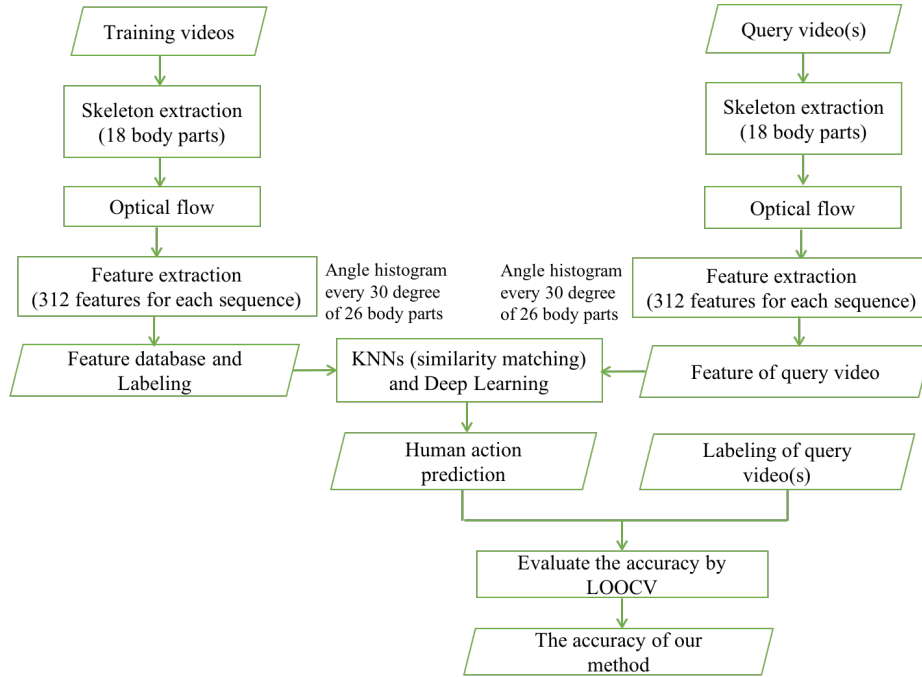 Training videos
Query video(s)
Skeleton extraction
(18 body parts)
Skeleton extraction
(18 body parts)
Optical flow
Optical flow
Feature extraction
(312 features for each sequence)
Angle histogram
every 30 degree
of 26 body parts
Angle histogram
every 30 degree
of 26 body parts
Feature extraction
(312 features for each sequence)
Feature database and
Labeling
KNNs (similarity matching)
and Deep Learning
Feature of query video
Human action
prediction
Labeling of query
video(s)
Evaluate the accuracy by
LOOCV
The accuracy of our
method